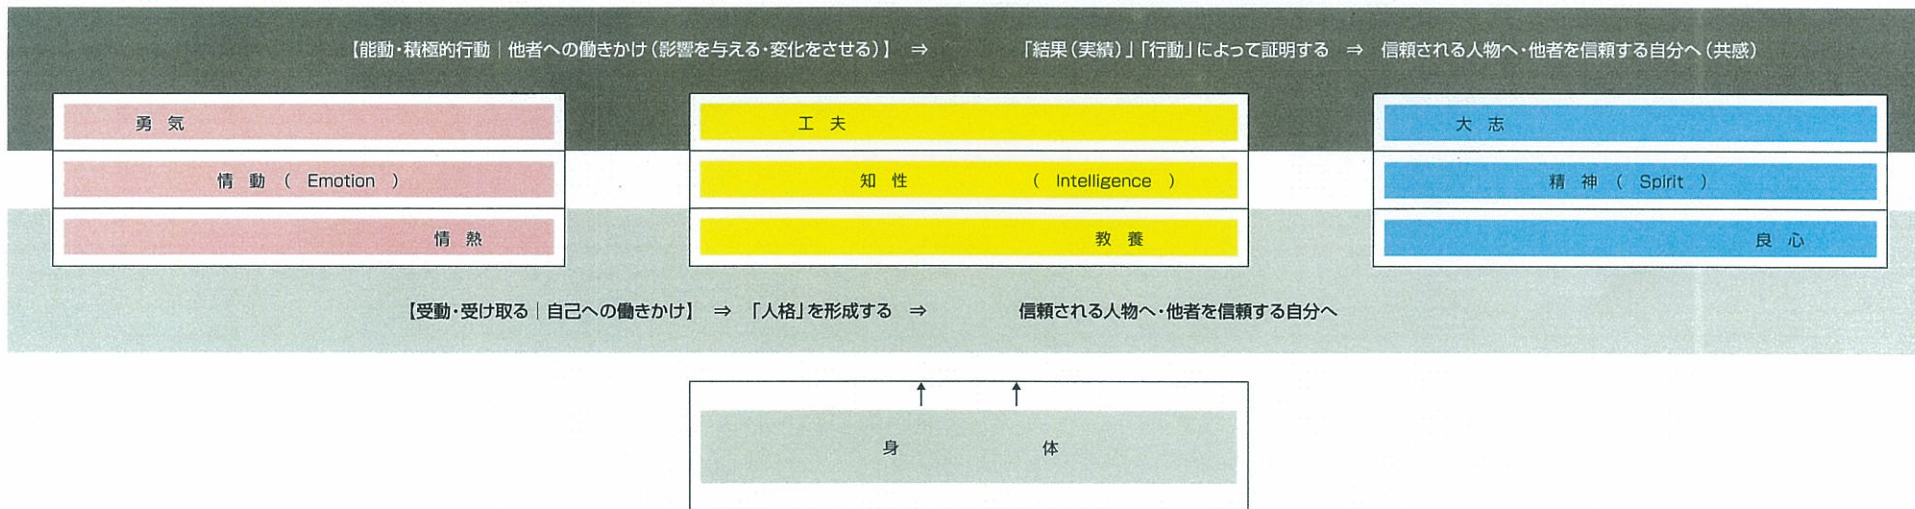 【能動・積極的行動｜他者への働きかけ（影響を与える・変化をさせる）】 ⇒ 「結果（実績）」「行動」によって証明する ⇒ 信頼される人物へ・他者を信頼する自分へ（共感）
勇 気
工 夫
大 志
情 動 （ Emotion ）
知 性 （ Intelligence ）
精 神 （ Spirit ）
情 熱
教 養
良 心
【受動・受け取る｜自己への働きかけ】 ⇒ 「人格」を形成する ⇒ 信頼される人物へ・他者を信頼する自分へ
身 体